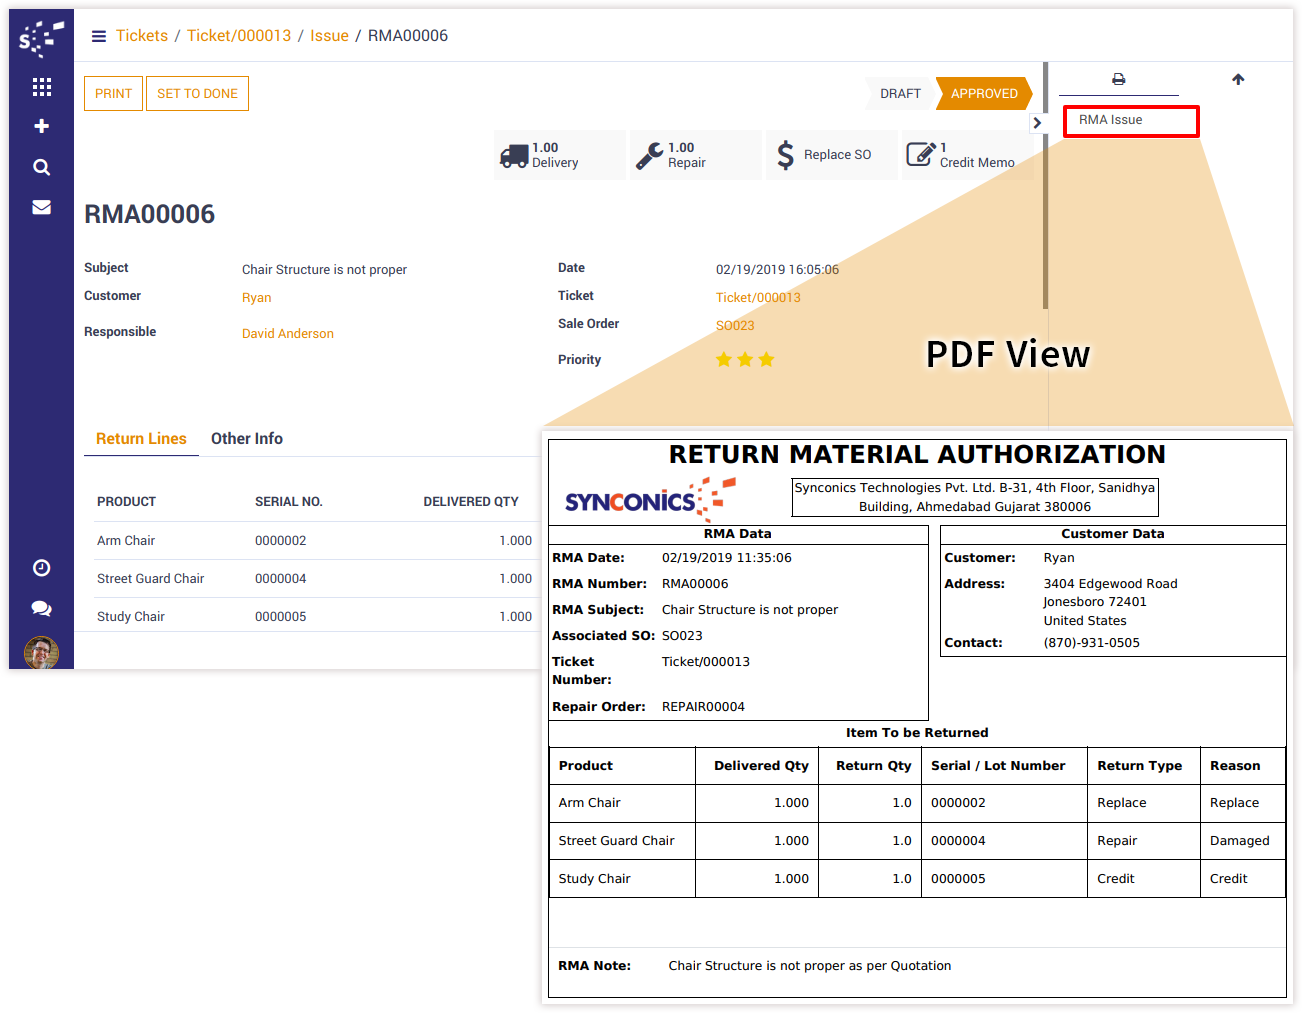 S
Tickets / Ticket/000013 / Issue / RMA00006
PRINT SET TO DONE
DRAFT APPROVED
RMA Issue
1.00 Delivery
1.00 Repair
Replace SO
1 Credit Memo
RMA00006
Subject Chair Structure is not proper
Customer Ryan
Responsible David Anderson
Date 02/19/2019 16:05:06
Ticket Ticket/000013
Sale Order SO023
Priority
PDF View
Return Lines Other Info
PRODUCT SERIAL NO. DELIVERED QTY
Arm Chair 0000002 1.000
Street Guard Chair 0000004 1.000
Study Chair 0000005 1.000
RETURN MATERIAL AUTHORIZATION
SYNCONICS
Synconics Technologies Pvt. Ltd. B-31, 4th Floor, Sanidhya
Building, Ahmedabad Gujarat 380006
RMA Data
RMA Date: 02/19/2019 11:35:06
RMA Number: RMA00006
RMA Subject: Chair Structure is not proper
Associated SO: SO023
Ticket Ticket/000013
Number:
Repair Order: REPAIR00004
Customer Data
Customer: Ryan
Address: 3404 Edgewood Road
Jonesboro 72401
United States
Contact: (870)-931-0505
Item To be Returned
Product Delivered Qty Return Qty Serial / Lot Number Return Type Reason
Arm Chair 1.000 1.0 0000002 Replace Replace
Street Guard Chair 1.000 1.0 0000004 Repair Damaged
Study Chair 1.000 1.0 0000005 Credit Credit
RMA Note: Chair Structure is not proper as per Quotation